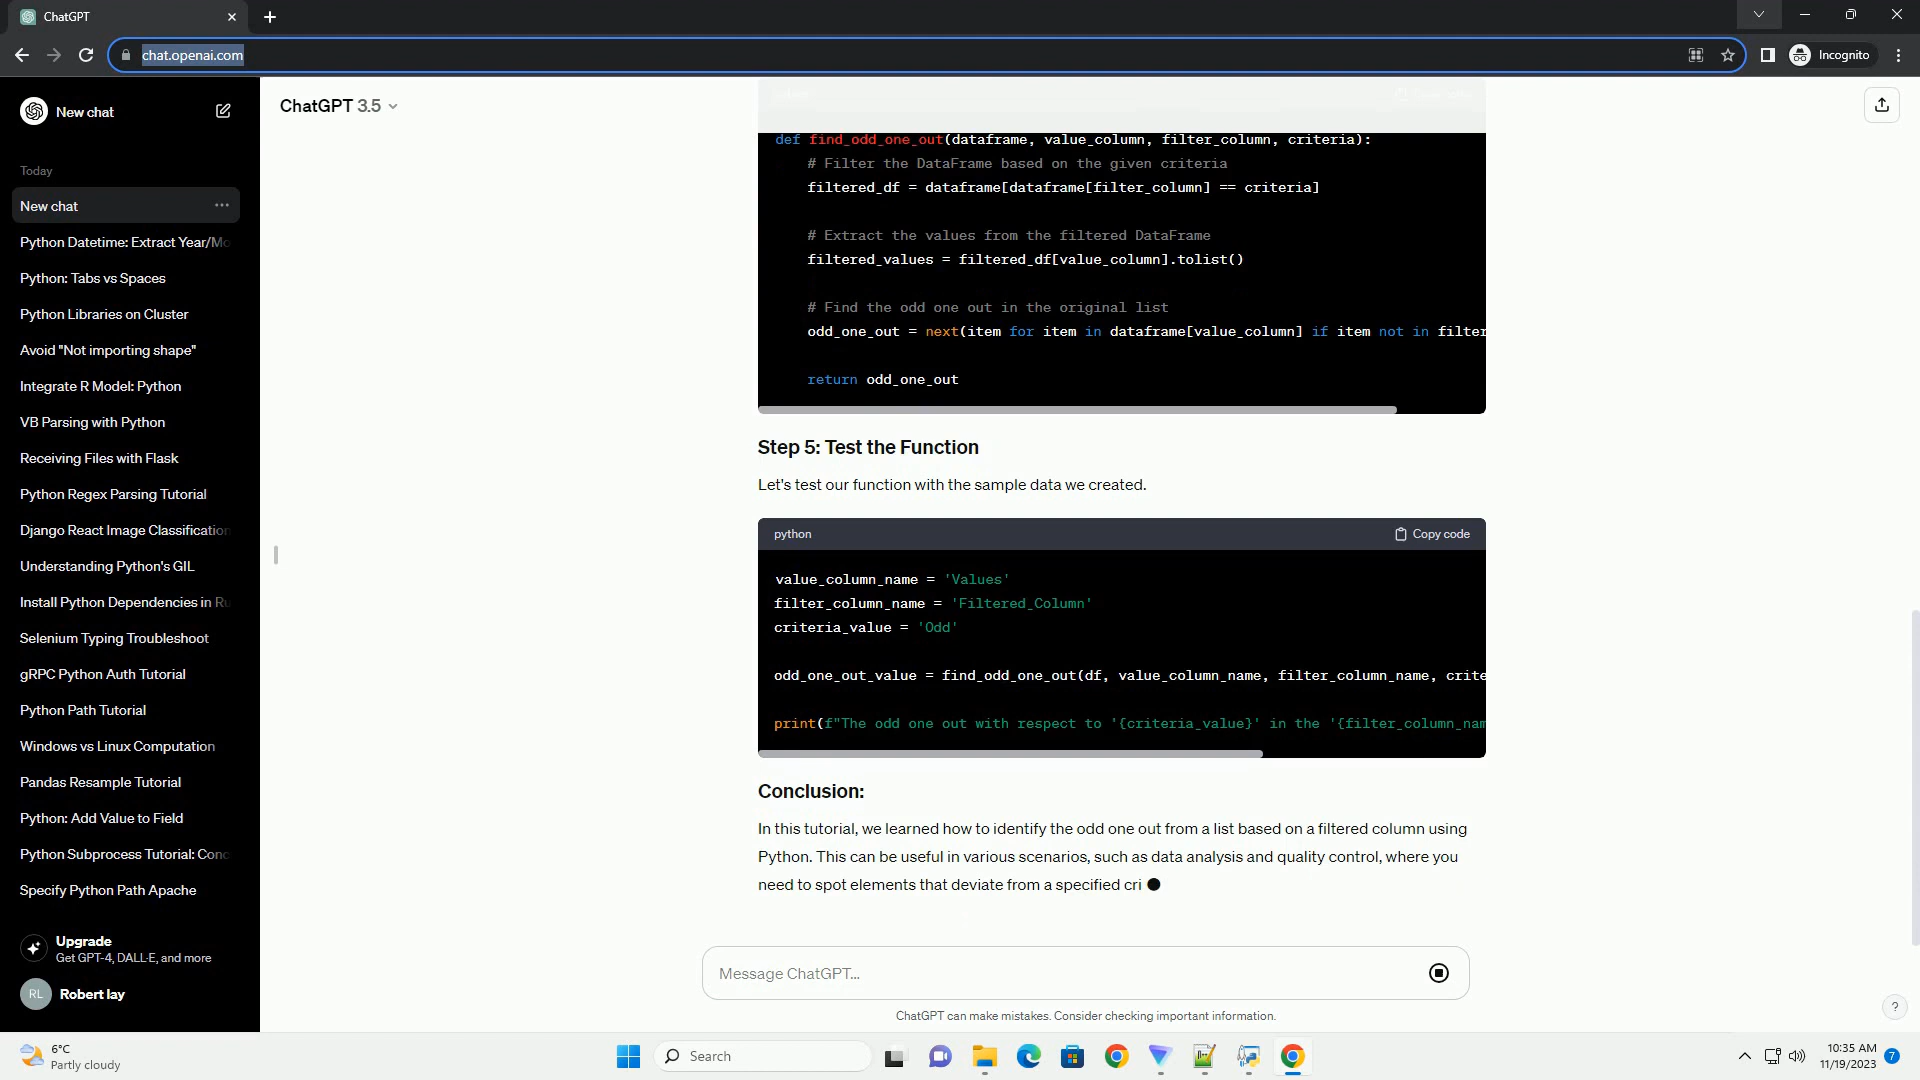 ChatGPT
chat.openai.com
Incognito
New chat
Today
New chat
Python Datetime: Extract Year/Mo
Python: Tabs vs Spaces
Python Libraries on Cluster
Avoid "Not importing shape"
Integrate R Model: Python
VB Parsing with Python
Receiving Files with Flask
Python Regex Parsing Tutorial
Django React Image Classification
Understanding Python's GIL
Install Python Dependencies in Ru
Selenium Typing Troubleshoot
gRPC Python Auth Tutorial
Python Path Tutorial
Windows vs Linux Computation
Pandas Resample Tutorial
Python: Add Value to Field
Python Subprocess Tutorial: Conc
Specify Python Path Apache
Upgrade
Get GPT-4, DALL·E, and more
RL
Robert lay
ChatGPT 3.5
def find_odd_one_out(dataframe, value_column, filter_column, criteria):
# Filter the DataFrame based on the given criteria
filtered_df = dataframe[dataframe[filter_column] == criteria]
# Extract the values from the filtered DataFrame
filtered_values = filtered_df[value_column].tolist()
# Find the odd one out in the original list
odd_one_out = next(item for item in dataframe[value_column] if item not in filter
return odd_one_out
Step 5: Test the Function
Let's test our function with the sample data we created.
python
Copy code
value_column_name = 'Values'
filter_column_name = 'Filtered_Column'
criteria_value = 'Odd'
odd_one_out_value = find_odd_one_out(df, value_column_name, filter_column_name, crite
print(f"The odd one out with respect to '{criteria_value}' in the '{filter_column_nam
Conclusion:
In this tutorial, we learned how to identify the odd one out from a list based on a filtered column using
Python. This can be useful in various scenarios, such as data analysis and quality control, where you
need to spot elements that deviate from a specified cri
Message ChatGPT...
ChatGPT can make mistakes. Consider checking important information.
?
6°C
Partly cloudy
Search
10:35 AM
11/19/2023
7